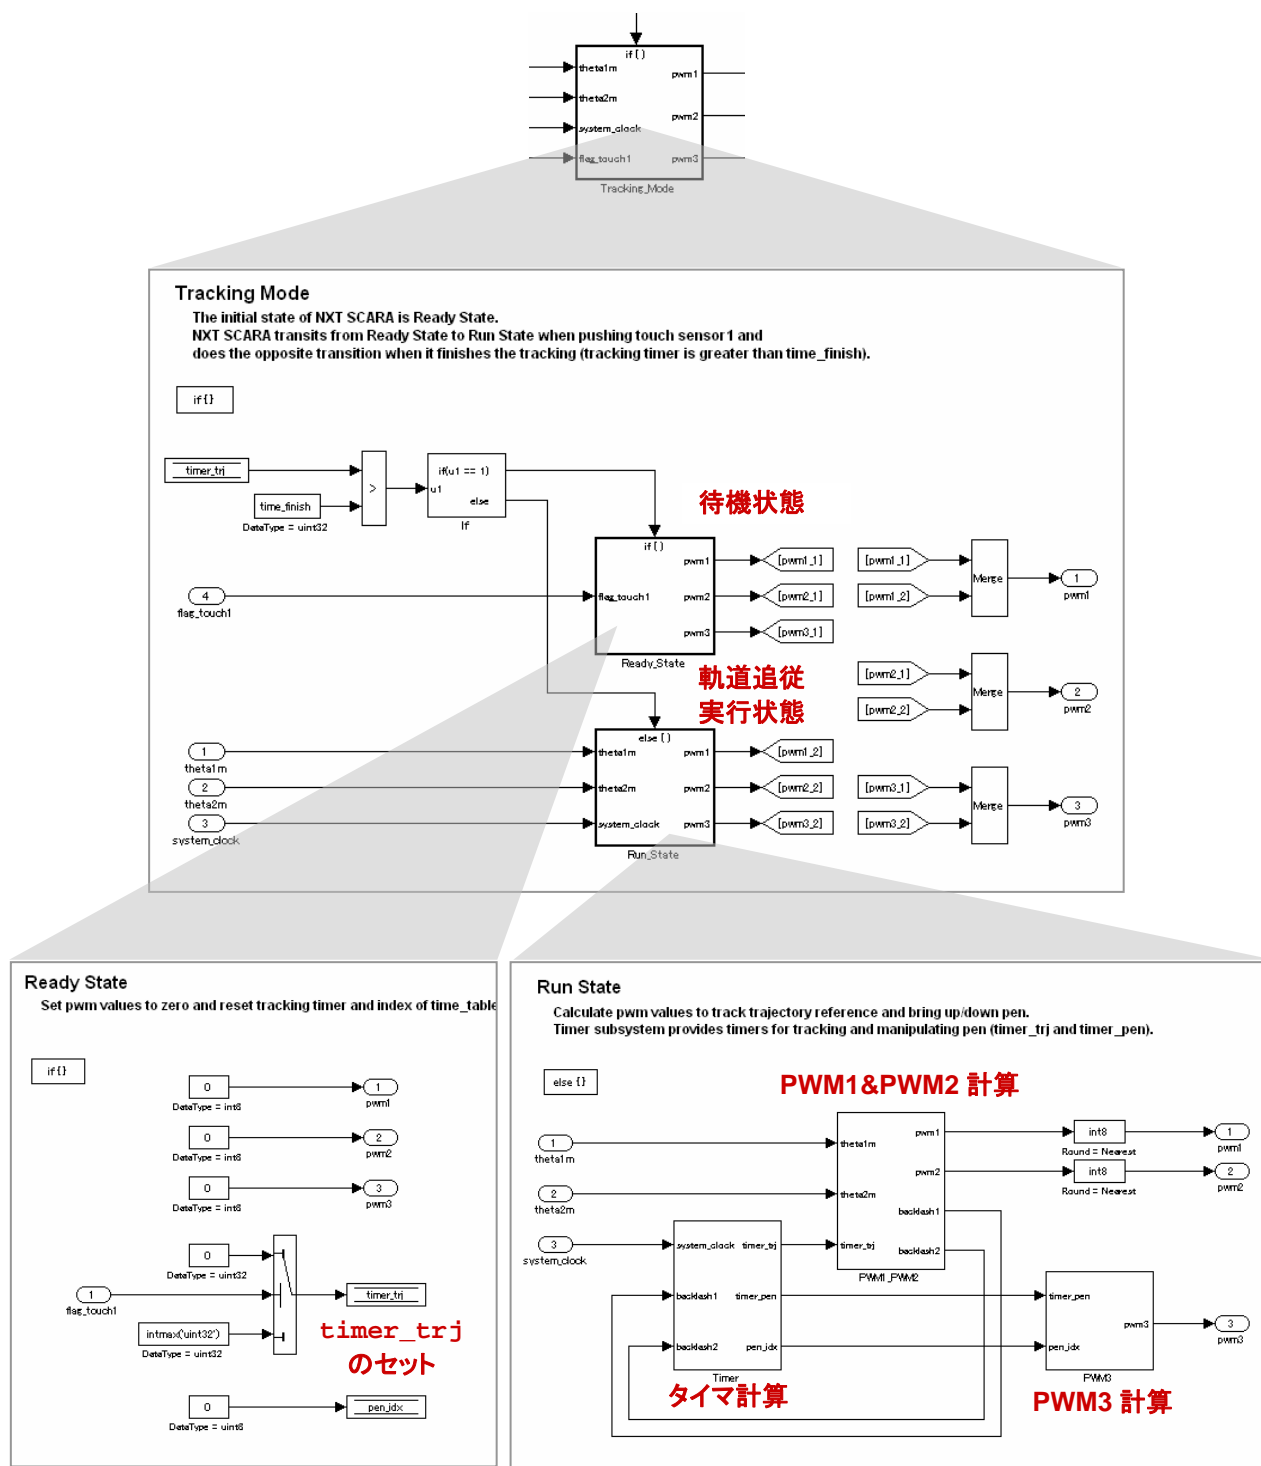 if { }
theta1m
theta2m
system_clock
flag_touch1
pwm1
pwm2
pwm3
Tracking_Mode
Tracking Mode
The initial state of NXT SCARA is Ready State.
NXT SCARA transits from Ready State to Run State when pushing touch sensor1 and
does the opposite transition when it finishes the tracking (tracking timer is greater than time_finish).
if {}
timer_trj
time_finish
DataType = uint32
>
u1
if(u1 == 1)
else
If
待機状態
if { }
flag_touch1
pwm1
pwm2
pwm3
Ready_State
4
flag_touch1
[pwm1_1]
[pwm2_1]
[pwm3_1]
[pwm1_1]
[pwm1_2]
Merge
1
pwm1
軌道追従
実行状態
[pwm2_1]
[pwm2_2]
Merge
2
pwm2
else { }
theta1m
theta2m
system_clock
pwm1
pwm2
pwm3
Run_State
1
theta1m
2
theta2m
3
system_clock
[pwm1_2]
[pwm2_2]
[pwm3_2]
[pwm3_1]
[pwm3_2]
Merge
3
pwm3
Ready State
Set pwm values to zero and reset tracking timer and index of time_table
if {}
0
DataType = int8
1
pwm1
0
DataType = int8
2
pwm2
0
DataType = int8
3
pwm3
0
DataType = uint32
1
flag_touch1
intmax('uint32')
DataType = uint32
timer_trj
timer_trj
のセット
0
DataType = uint8
pen_idx
Run State
Calculate pwm values to track trajectory reference and bring up/down pen.
Timer subsystem provides timers for tracking and manipulating pen (timer_trj and timer_pen).
else {}
PWM1&PWM2 計算
1
theta1m
2
theta2m
3
system_clock
theta1m
theta2m
timer_trj
pwm1
pwm2
backlash1
backlash2
PWM1_PWM2
int8
Round = Nearest
1
pwm1
int8
Round = Nearest
2
pwm2
system_clock
backlash1
backlash2
timer_trj
timer_pen
pen_idx
Timer
タイマ計算
timer_pen
pen_idx
pwm3
PWM3
3
pwm3
PWM3 計算